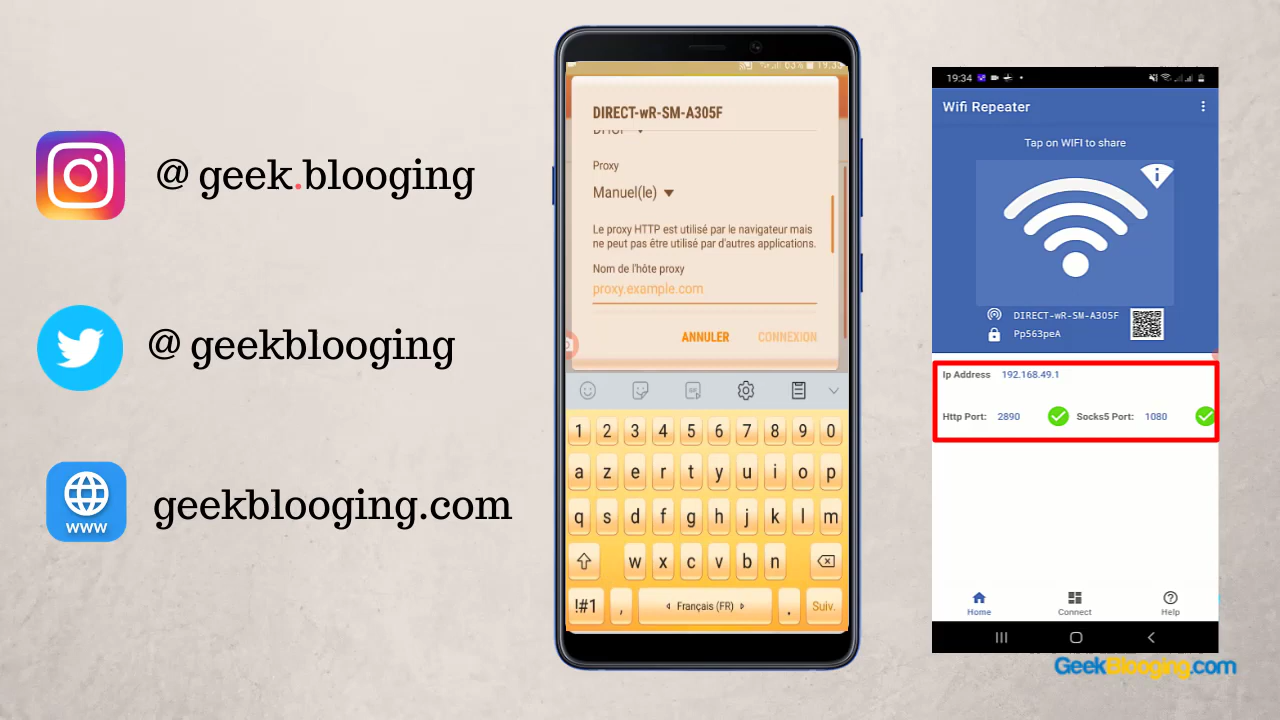 @ geek.blooging
@ geekblooging
www
geekblooging.com
63% 19:35
DIRECT-wR-SM-A305F
DHCP
Proxy
Manuel(le)
Le proxy HTTP est utilisé par le navigateur mais
ne peut pas être utilisé par d'autres applications.
Nom de l'hôte proxy
proxy.example.com
ANNULER CONNEXION
1 2 3 4 5 6 7 8 9 0
a z e r t y u i o p
q s d f g h j k l m
w x c v b n
!#1 , Français (FR) . Suiv.
19:34
Wifi Repeater
Tap on WIFI to share
DIRECT-wR-SM-A305F
Pp563peA
Ip Address 192.168.49.1
Http Port: 2890 Socks5 Port: 1080
Home Connect Help
GeekBlooging.com